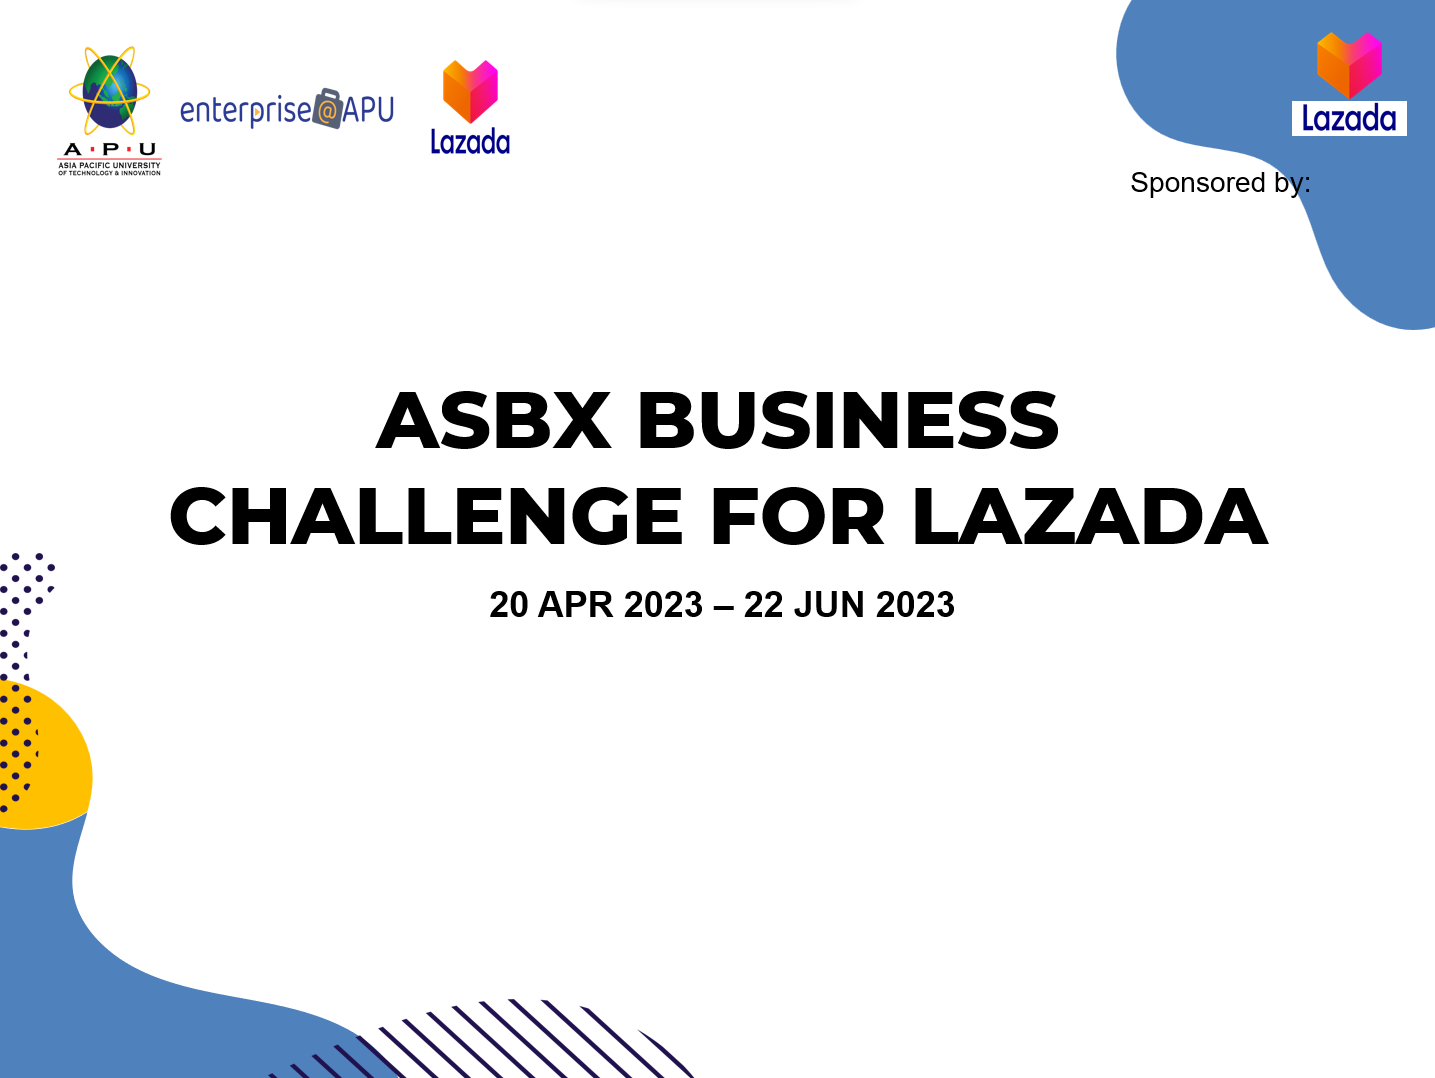 A·P·U
ASIA PACIFIC UNIVERSITY
OF TECHNOLOGY & INNOVATION
enterprise@APU
Lazada
Lazada
Sponsored by:
ASBX BUSINESS
CHALLENGE FOR LAZADA
20 APR 2023 – 22 JUN 2023